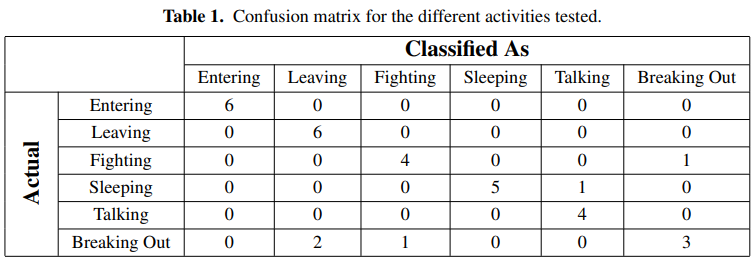 Table 1. Confusion matrix for the different activities tested.
Classified As
Entering Leaving Fighting Sleeping Talking Breaking Out
Actual
Entering 6 0 0 0 0 0
Leaving 0 6 0 0 0 0
Fighting 0 0 4 0 0 1
Sleeping 0 0 0 5 1 0
Talking 0 0 0 0 4 0
Breaking Out 0 2 1 0 0 3